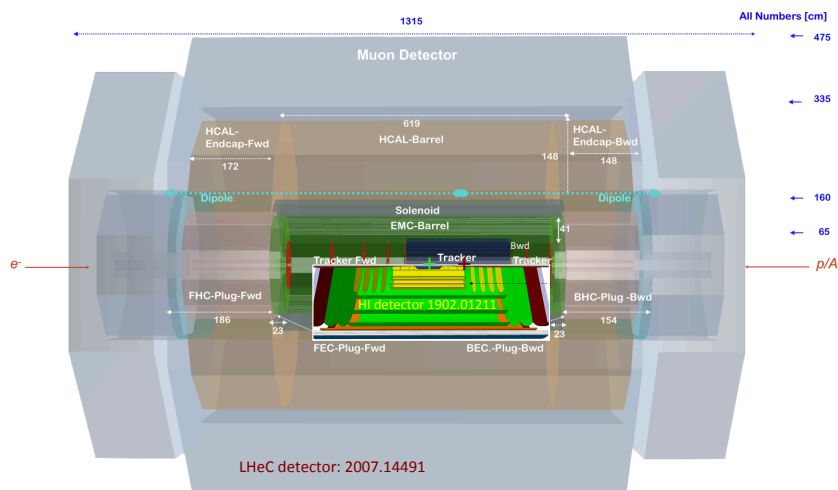 1315
All Numbers [cm]
475
Muon Detector
335
619
HCAL-
Endcap-Fwd
HCAL-Barrel
HCAL-
Endcap-Bwd
172
148
148
Dipole
Dipole
160
Solenoid
EMC-Barrel
41
65
Bwd
Tracker Fwd
Tracker
Tracker
e-
p/A
FHC-Plug-Fwd
HI detector 1902.01211
BHC-Plug -Bwd
186
154
23
23
FEC-Plug-Fwd
BEC.-Plug-Bwd
LHeC detector: 2007.14491